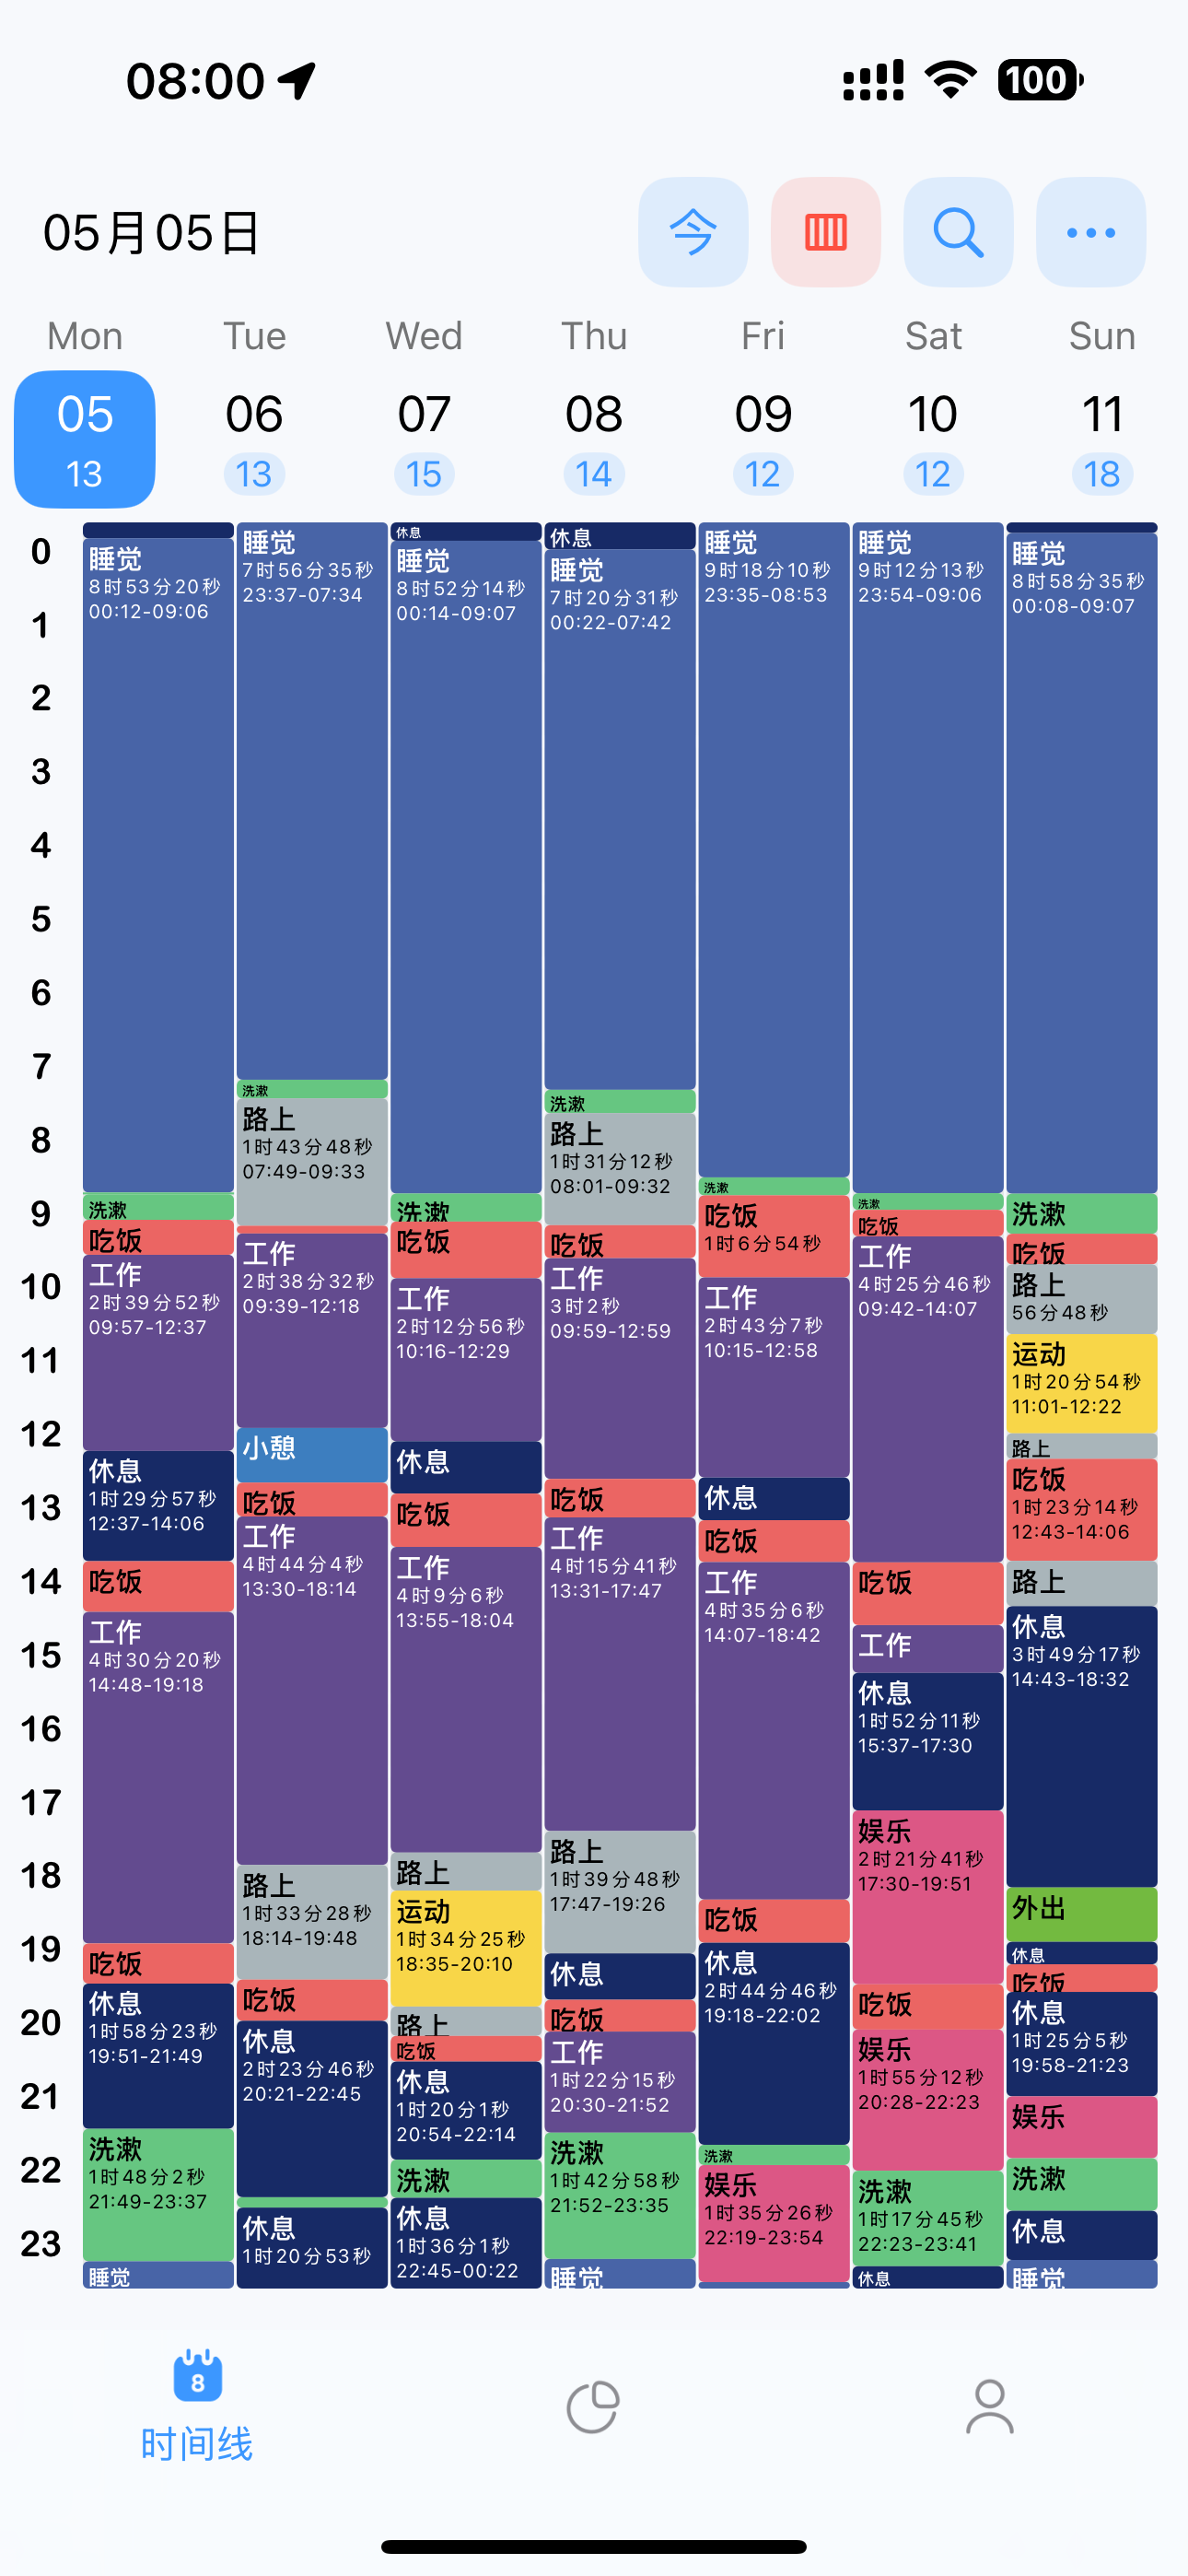 08:00
100
05月05日
今
Mon Tue Wed Thu Fri Sat Sun
05 06 07 08 09 10 11
13 13 15 14 12 12 18
0
1
2
3
4
5
6
7
8
9
10
11
12
13
14
15
16
17
18
19
20
21
22
23
睡觉
8时53分20秒
00:12-09:06
洗漱
吃饭
工作
2时39分52秒
09:57-12:37
休息
1时29分57秒
12:37-14:06
吃饭
工作
4时30分20秒
14:48-19:18
吃饭
休息
1时58分23秒
19:51-21:49
洗漱
1时48分2秒
21:49-23:37
睡觉
睡觉
7时56分35秒
23:37-07:34
洗漱
路上
1时43分48秒
07:49-09:33
工作
2时38分32秒
09:39-12:18
小憩
吃饭
工作
4时44分4秒
13:30-18:14
路上
1时33分28秒
18:14-19:48
吃饭
休息
2时23分46秒
20:21-22:45
休息
1时20分53秒
休息
睡觉
8时52分14秒
00:14-09:07
洗漱
吃饭
工作
2时12分56秒
10:16-12:29
休息
吃饭
工作
4时9分6秒
13:55-18:04
路上
运动
1时34分25秒
18:35-20:10
路上
吃饭
休息
1时20分1秒
20:54-22:14
洗漱
休息
1时36分1秒
22:45-00:22
休息
睡觉
7时20分31秒
00:22-07:42
洗漱
路上
1时31分12秒
08:01-09:32
吃饭
工作
3时2秒
09:59-12:59
吃饭
工作
4时15分41秒
13:31-17:47
路上
1时39分48秒
17:47-19:26
休息
吃饭
工作
1时22分15秒
20:30-21:52
洗漱
1时42分58秒
21:52-23:35
睡觉
睡觉
9时18分10秒
23:35-08:53
洗漱
吃饭
1时6分54秒
工作
2时43分7秒
10:15-12:58
休息
吃饭
工作
4时35分6秒
14:07-18:42
吃饭
休息
2时44分46秒
19:18-22:02
洗漱
娱乐
1时35分26秒
22:19-23:54
睡觉
9时12分13秒
23:54-09:06
洗漱
吃饭
工作
4时25分46秒
09:42-14:07
吃饭
工作
休息
1时52分11秒
15:37-17:30
娱乐
2时21分41秒
17:30-19:51
吃饭
娱乐
1时55分12秒
20:28-22:23
洗漱
1时17分45秒
22:23-23:41
休息
睡觉
8时58分35秒
00:08-09:07
洗漱
吃饭
路上
56分48秒
运动
1时20分54秒
11:01-12:22
路上
吃饭
1时23分14秒
12:43-14:06
路上
休息
3时49分17秒
14:43-18:32
外出
休息
吃饭
休息
1时25分5秒
19:58-21:23
娱乐
洗漱
休息
睡觉
8
时间线